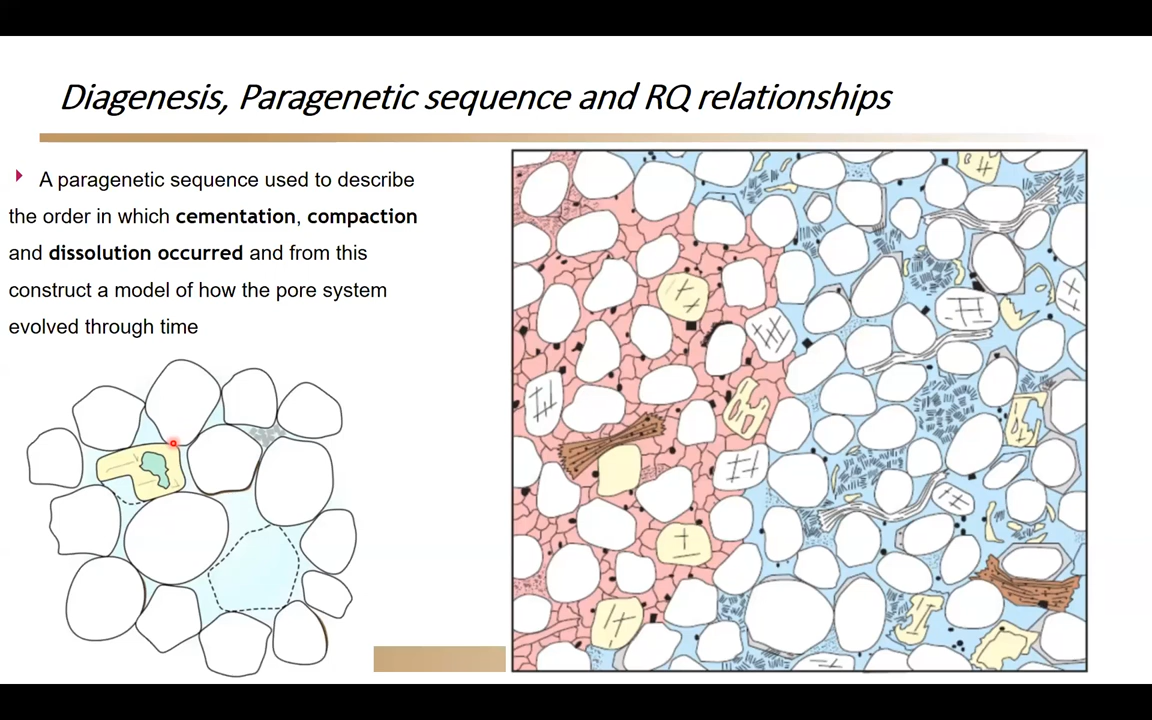 Diagenesis, Paragenetic sequence and RQ relationships
A paragenetic sequence used to describe
the order in which cementation, compaction
and dissolution occurred and from this
construct a model of how the pore system
evolved through time